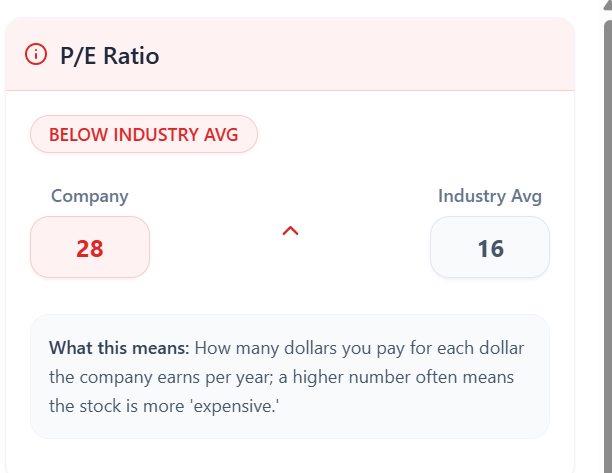 P/E Ratio
BELOW INDUSTRY AVG
Company
Industry Avg
28
16
What this means: How many dollars you pay for each dollar
the company earns per year; a higher number often means
the stock is more 'expensive.'